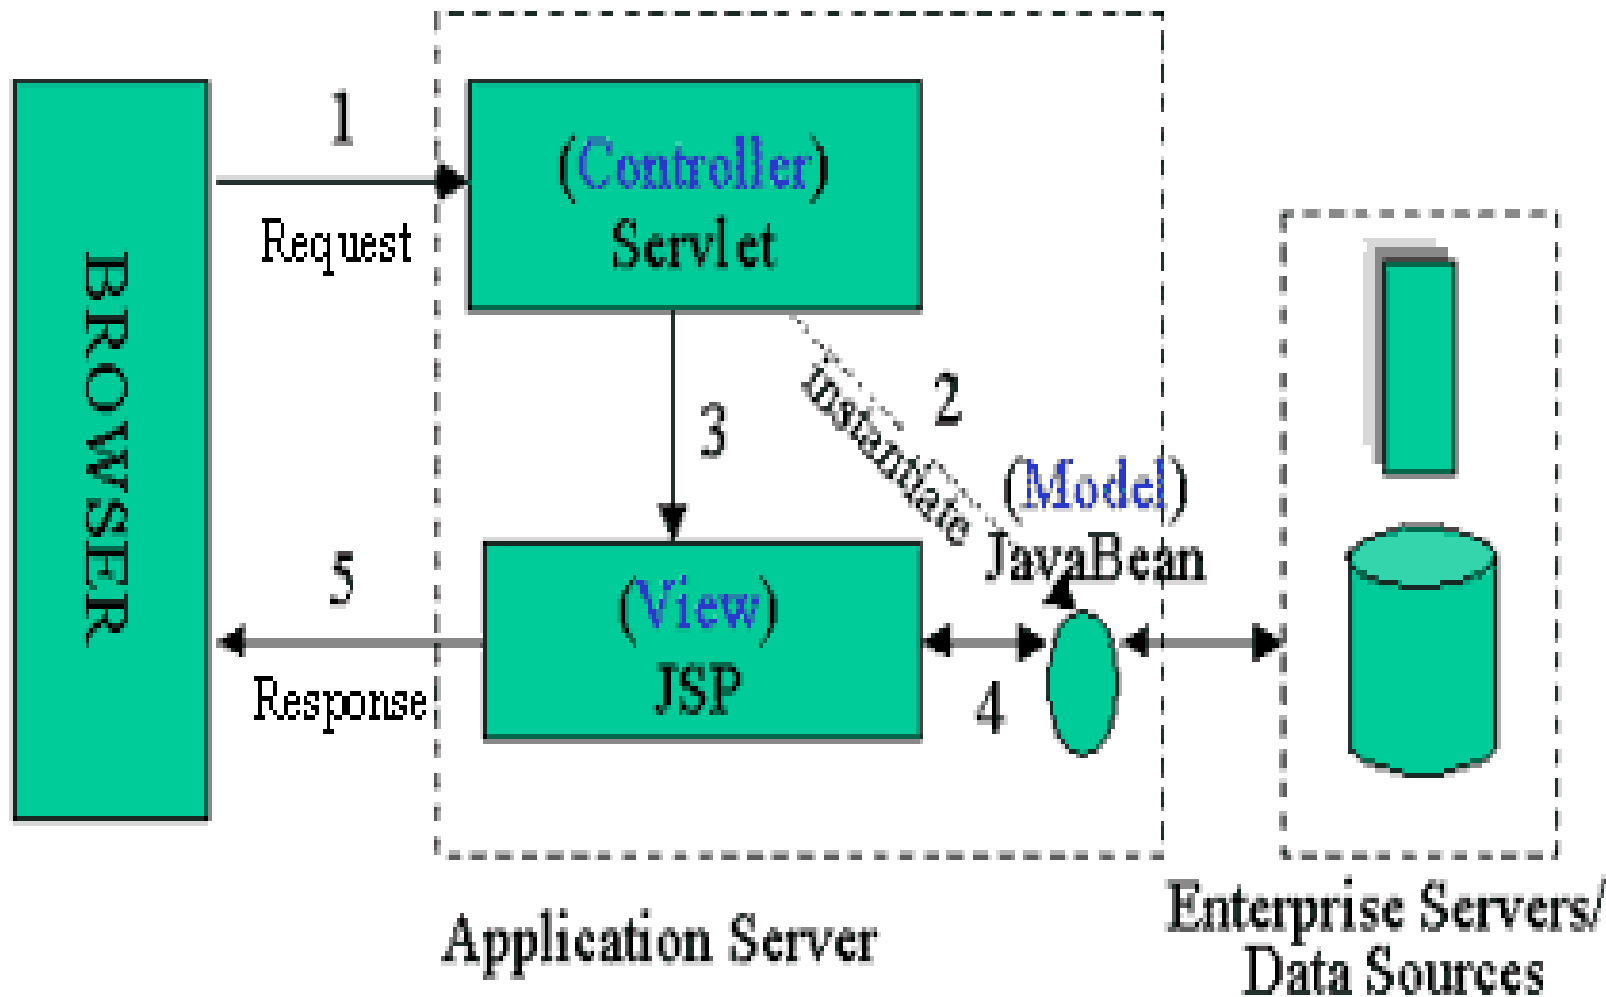 BROWSER
1
Request
(Controller)
Servlet
2
instantiate
3
(Model)
JavaBean
(View)
JSP
4
5
Response
Application Server
Enterprise Servers/
Data Sources